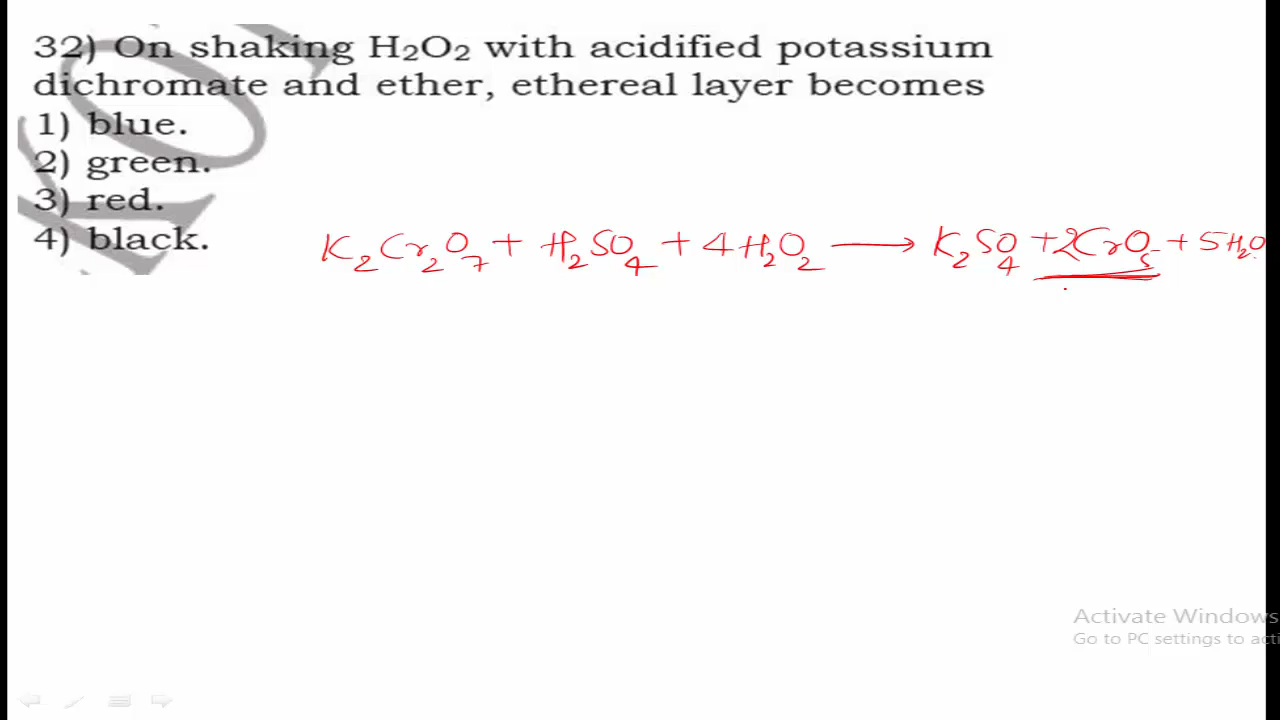 32) On shaking H₂O₂ with acidified potassium
dichromate and ether, ethereal layer becomes
1) blue.
2) green.
3) red.
4) black.
K₂Cr₂O₇ + H₂SO₄ + 4H₂O₂ → K₂SO₄ + 2CrO₅ + 5H₂O
Activate Windows
Go to PC settings to acti